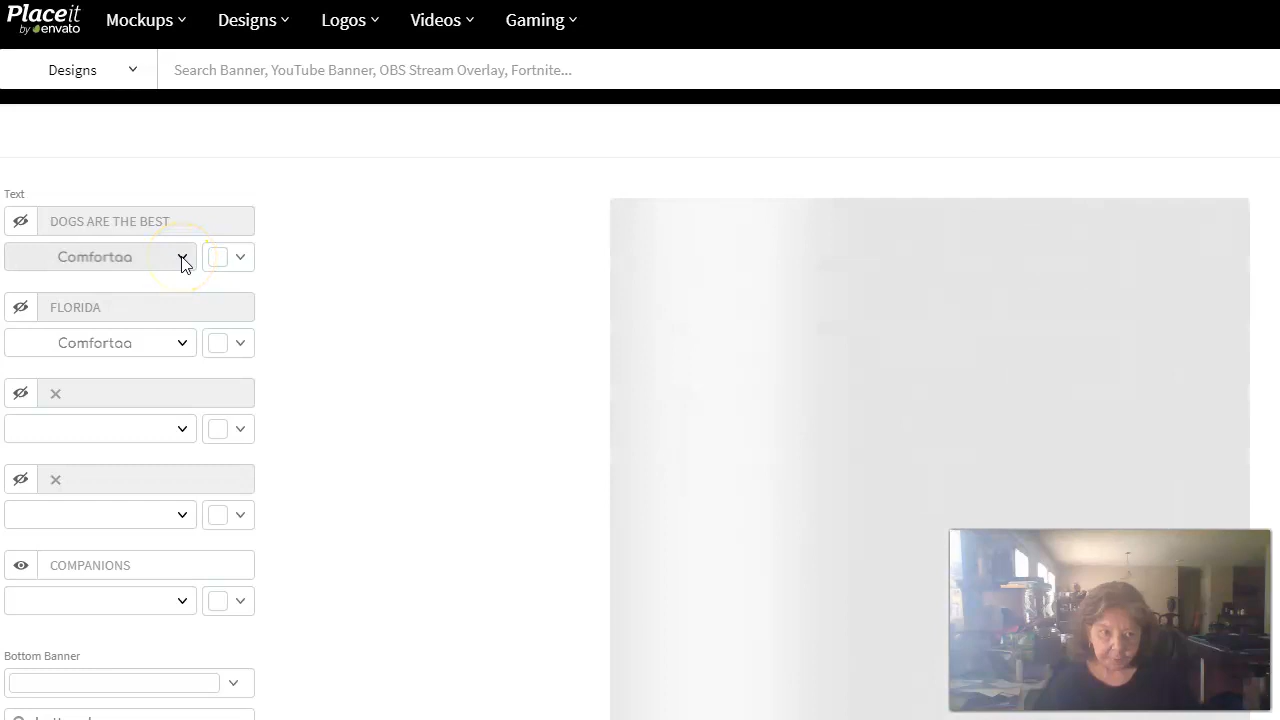 Placeit
by envato
Mockups
Designs
Logos
Videos
Gaming
Designs
Search Banner, YouTube Banner, OBS Stream Overlay, Fortnite...
Text
DOGS ARE THE BEST
Comfortaa
FLORIDA
Comfortaa
COMPANIONS
Bottom Banner